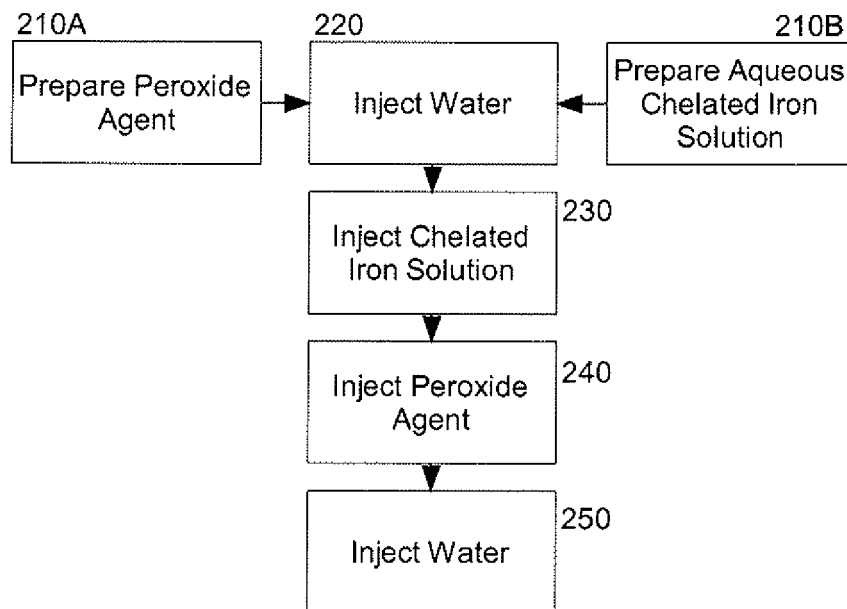 210A
220
210B
Prepare Peroxide
Agent
Inject Water
Prepare Aqueous
Chelated Iron
Solution
230
Inject Chelated
Iron Solution
240
Inject Peroxide
Agent
250
Inject Water